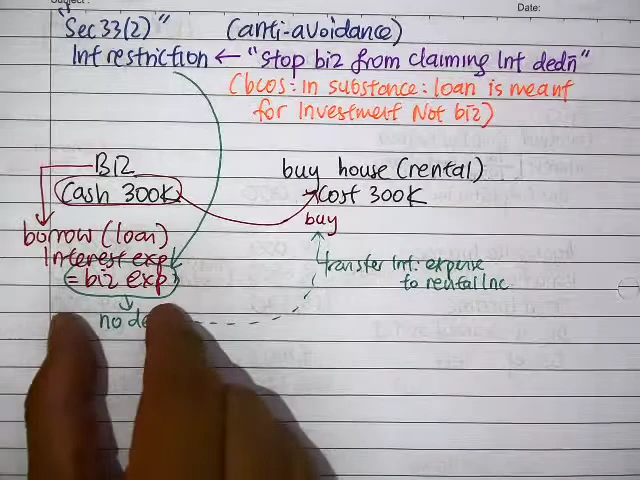 Date:
"Sec 33(2)" (anti-avoidance)
Int restriction ← "stop biz from claiming Int dedn"
(bcos: in substance: loan is meant
for Investment Not biz)
Biz buy house (rental)
Cash 300K → Cost 300K
borrow (loan) buy
Interest exp transfer Int: expense
= biz exp to rental Inc
no